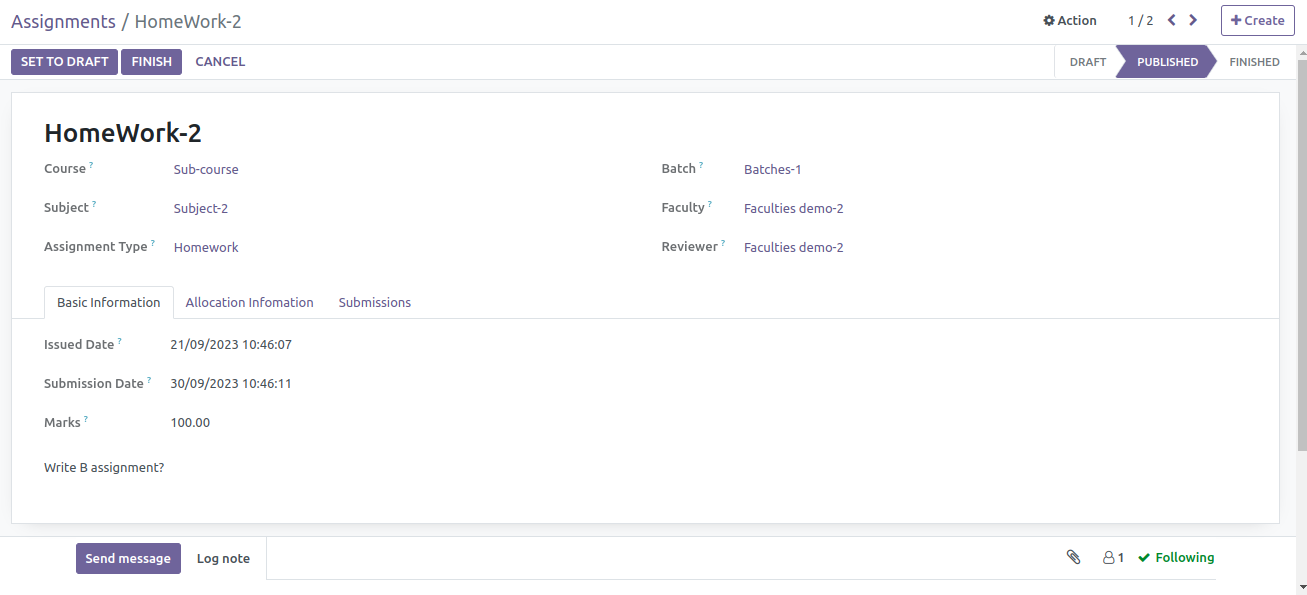 Assignments / HomeWork-2
Action 1 / 2 Create
SET TO DRAFT FINISH CANCEL DRAFT PUBLISHED FINISHED
HomeWork-2
Course ? Sub-course Batch ? Batches-1
Subject ? Subject-2 Faculty ? Faculties demo-2
Assignment Type ? Homework Reviewer ? Faculties demo-2
Basic Information Allocation Infomation Submissions
Issued Date ? 21/09/2023 10:46:07
Submission Date ? 30/09/2023 10:46:11
Marks ? 100.00
Write B assignment?
Send message Log note 1 Following